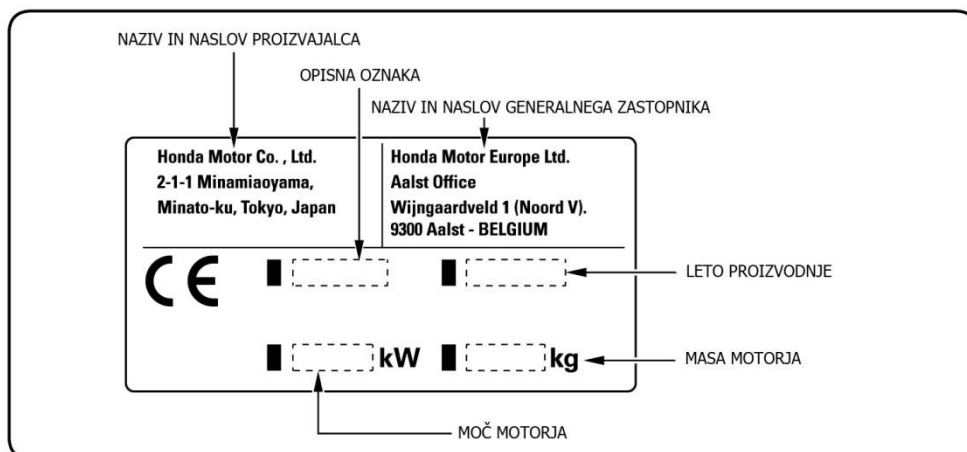 NAZIV IN NASLOV PROIZVAJALCA
OPISNA OZNAKA
NAZIV IN NASLOV GENERALNEGA ZASTOPNIKA
Honda Motor Co. , Ltd.
2-1-1 Minamiaoyama,
Minato-ku, Tokyo, Japan
Honda Motor Europe Ltd.
Aalst Office
Wijngaardveld 1 (Noord V).
9300 Aalst - BELGIUM
CE
LETO PROIZVODNJE
kW
kg
MASA MOTORJA
MOČ MOTORJA